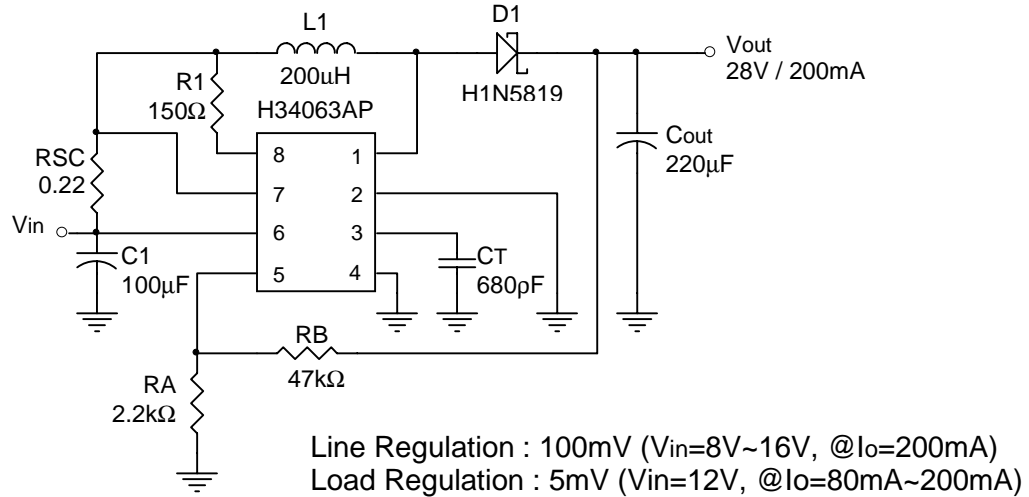 L1
200μH
D1
H1N5819
Vout
28V / 200mA
R1
150Ω
H34063AP
Cout
220μF
RSC
0.22
8
1
7
2
Vin
6
3
C1
100μF
5
4
CT
680ρF
RB
47kΩ
RA
2.2kΩ
Line Regulation : 100mV (Vin=8V~16V, @Io=200mA)
Load Regulation : 5mV (Vin=12V, @Io=80mA~200mA)